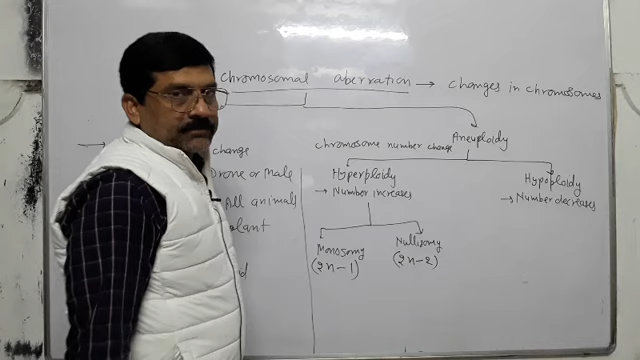 Chromosomal aberration → changes in chromosomes
Aneuploidy
chromosome number change
change
Drone or Male
All animals
plant
Hyperploidy
→ Number increases
Hypoploidy
→ Number decreases
Monosomy
(2n-1)
Nullisomy
(2n-2)